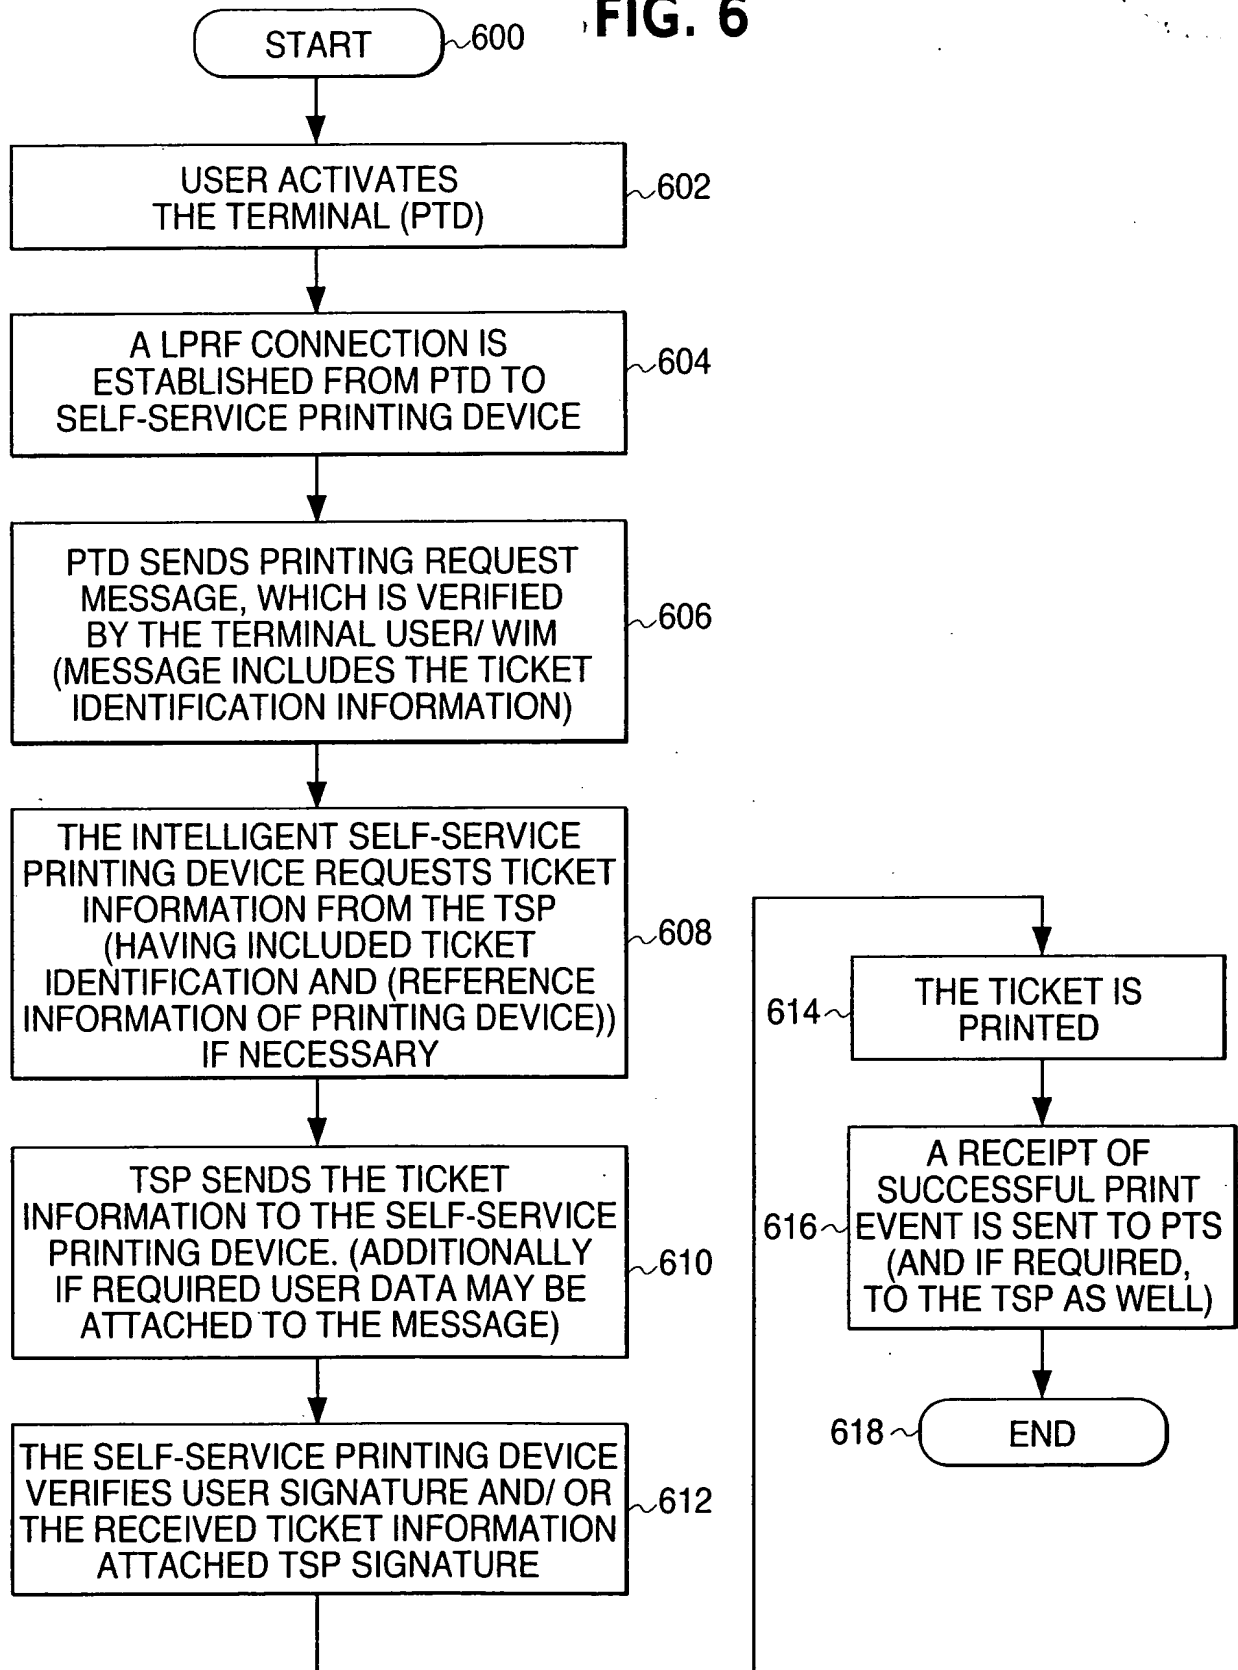 FIG. 6
START
600
USER ACTIVATES
THE TERMINAL (PTD)
602
A LPRF CONNECTION IS
ESTABLISHED FROM PTD TO
SELF-SERVICE PRINTING DEVICE
604
PTD SENDS PRINTING REQUEST
MESSAGE, WHICH IS VERIFIED
BY THE TERMINAL USER/ WIM
(MESSAGE INCLUDES THE TICKET
IDENTIFICATION INFORMATION)
606
THE INTELLIGENT SELF-SERVICE
PRINTING DEVICE REQUESTS TICKET
INFORMATION FROM THE TSP
(HAVING INCLUDED TICKET
IDENTIFICATION AND (REFERENCE
INFORMATION OF PRINTING DEVICE))
IF NECESSARY
608
TSP SENDS THE TICKET
INFORMATION TO THE SELF-SERVICE
PRINTING DEVICE. (ADDITIONALLY
IF REQUIRED USER DATA MAY BE
ATTACHED TO THE MESSAGE)
610
THE SELF-SERVICE PRINTING DEVICE
VERIFIES USER SIGNATURE AND/ OR
THE RECEIVED TICKET INFORMATION
ATTACHED TSP SIGNATURE
612
THE TICKET IS
PRINTED
614
A RECEIPT OF
SUCCESSFUL PRINT
EVENT IS SENT TO PTS
(AND IF REQUIRED,
TO THE TSP AS WELL)
616
END
618